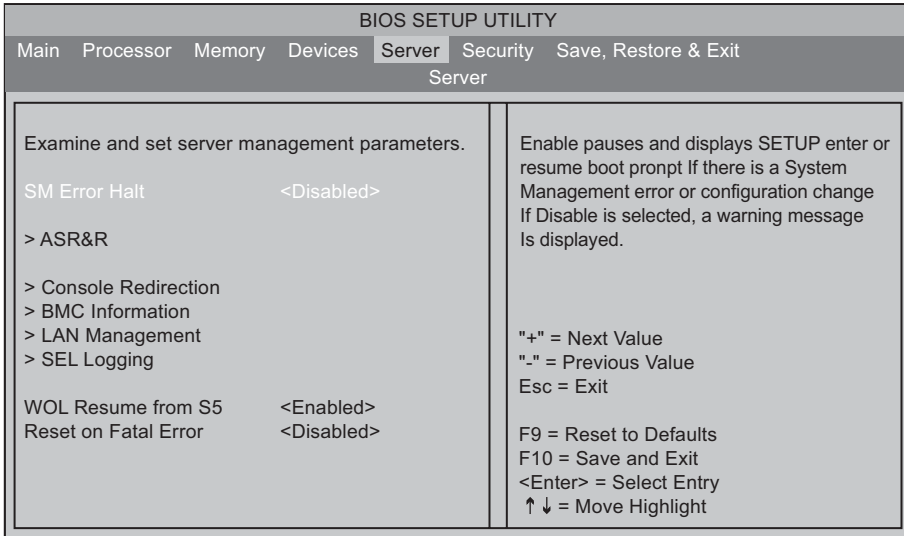 BIOS SETUP UTILITY
Main Processor Memory Devices Server Security Save, Restore & Exit
Server
Examine and set server management parameters.
SM Error Halt <Disabled>
> ASR&R
> Console Redirection
> BMC Information
> LAN Management
> SEL Logging
WOL Resume from S5 <Enabled>
Reset on Fatal Error <Disabled>
Enable pauses and displays SETUP enter or
resume boot pronpt If there is a System
Management error or configuration change
If Disable is selected, a warning message
Is displayed.
"+" = Next Value
"-" = Previous Value
Esc = Exit
F9 = Reset to Defaults
F10 = Save and Exit
<Enter> = Select Entry
↑↓ = Move Highlight